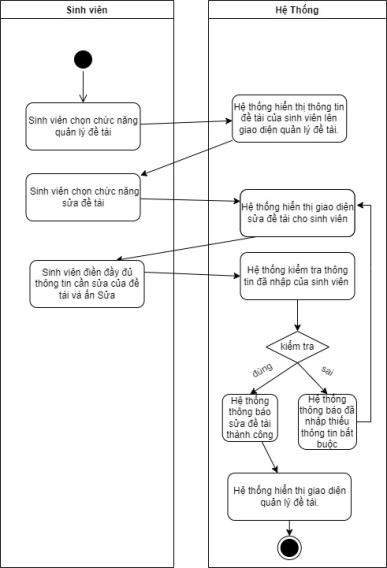 Sinh viên
Hệ Thống
Sinh viên chọn chức năng
quản lý đề tài
Hệ thống hiển thị thông tin
đề tài của sinh viên lên
giao diện quản lý đề tài.
Sinh viên chọn chức năng
sửa đề tài
Hệ thống hiển thị giao diện
sửa đề tài cho sinh viên
Sinh viên điền đầy đủ
thông tin cần sửa của đề
tài và ấn Sửa
Hệ thống kiểm tra thông
tin đã nhập của sinh viên
kiểm tra
đúng
sai
Hệ thống
thông báo
sửa đề tài
thành công
Hệ thống
thông báo đã
nhập thiếu
thông tin bắt
buộc
Hệ thống hiển thị giao diện
quản lý đề tài.